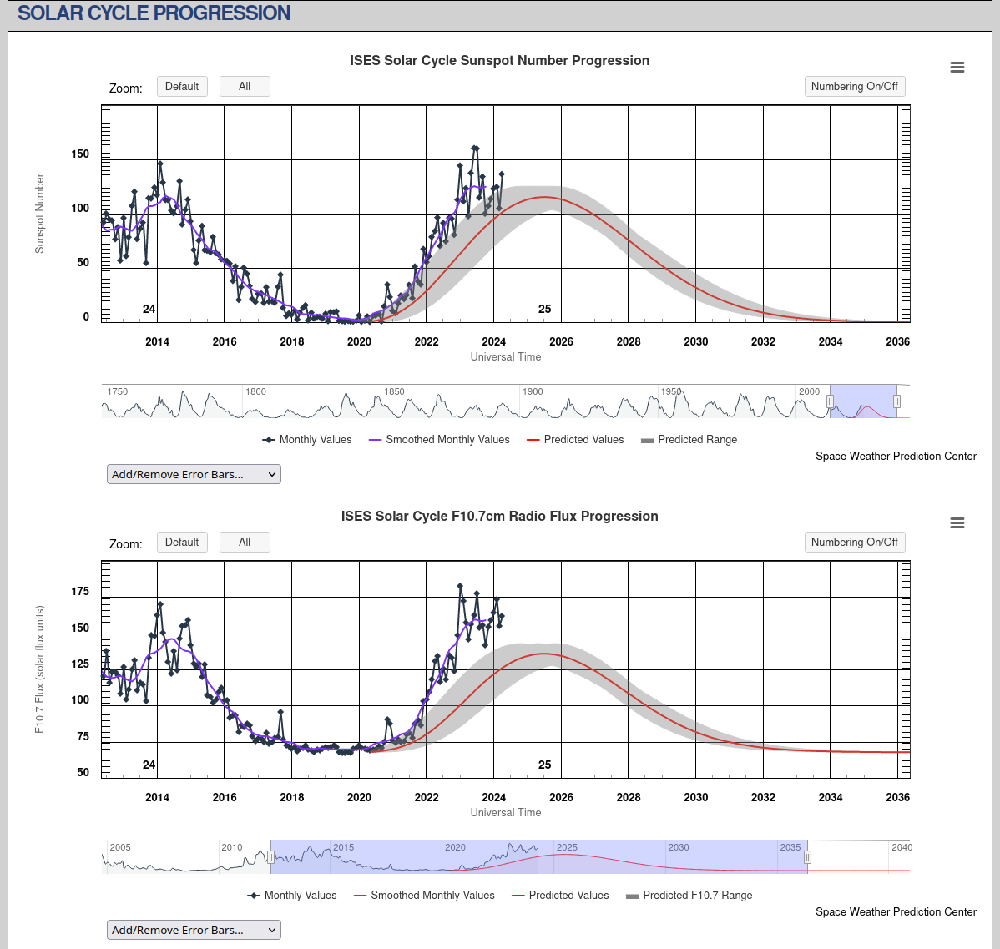 SOLAR CYCLE PROGRESSION
ISES Solar Cycle Sunspot Number Progression
Zoom: Default All Numbering On/Off
Sunspot Number
150
100
50
0
24 25
2014 2016 2018 2020 2022 2024 2026 2028 2030 2032 2034 2036
Universal Time
1750 1800 1850 1900 1950 2000
Monthly Values Smoothed Monthly Values Predicted Values Predicted Range
Space Weather Prediction Center
Add/Remove Error Bars...
ISES Solar Cycle F10.7cm Radio Flux Progression
Zoom: Default All Numbering On/Off
F10.7 Flux (solar flux units)
175
150
125
100
75
50
24 25
2014 2016 2018 2020 2022 2024 2026 2028 2030 2032 2034 2036
Universal Time
2005 2010 2015 2020 2025 2030 2035 2040
Monthly Values Smoothed Monthly Values Predicted Values Predicted F10.7 Range
Space Weather Prediction Center
Add/Remove Error Bars...